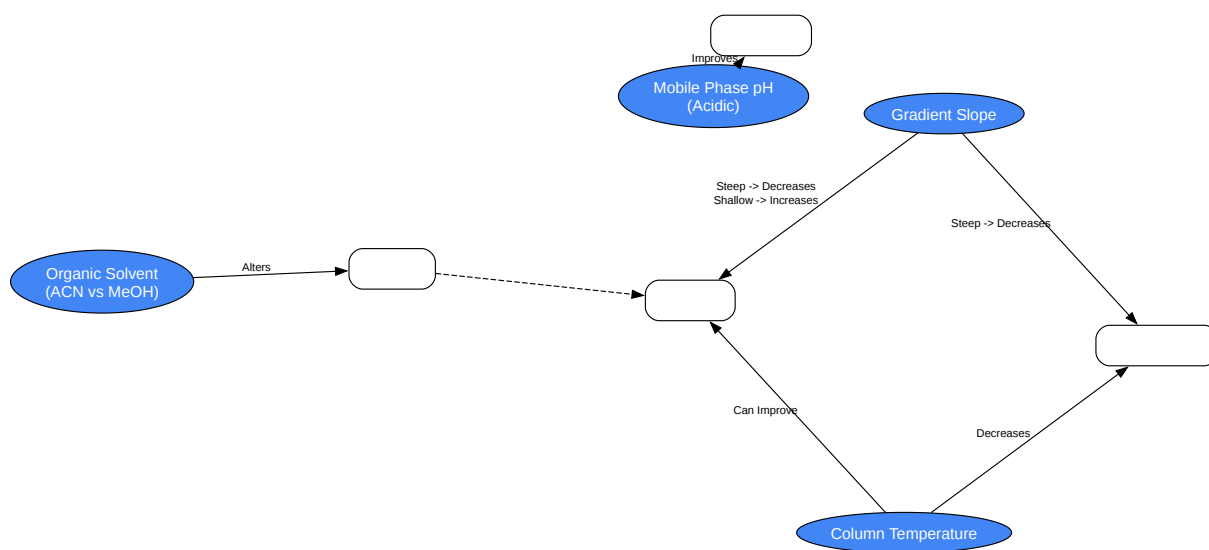 Improves
Mobile Phase pH
(Acidic)
Gradient Slope
Steep -> Decreases
Shallow -> Increases
Steep -> Decreases
Organic Solvent
(ACN vs MeOH)
Alters
Can Improve
Decreases
Column Temperature